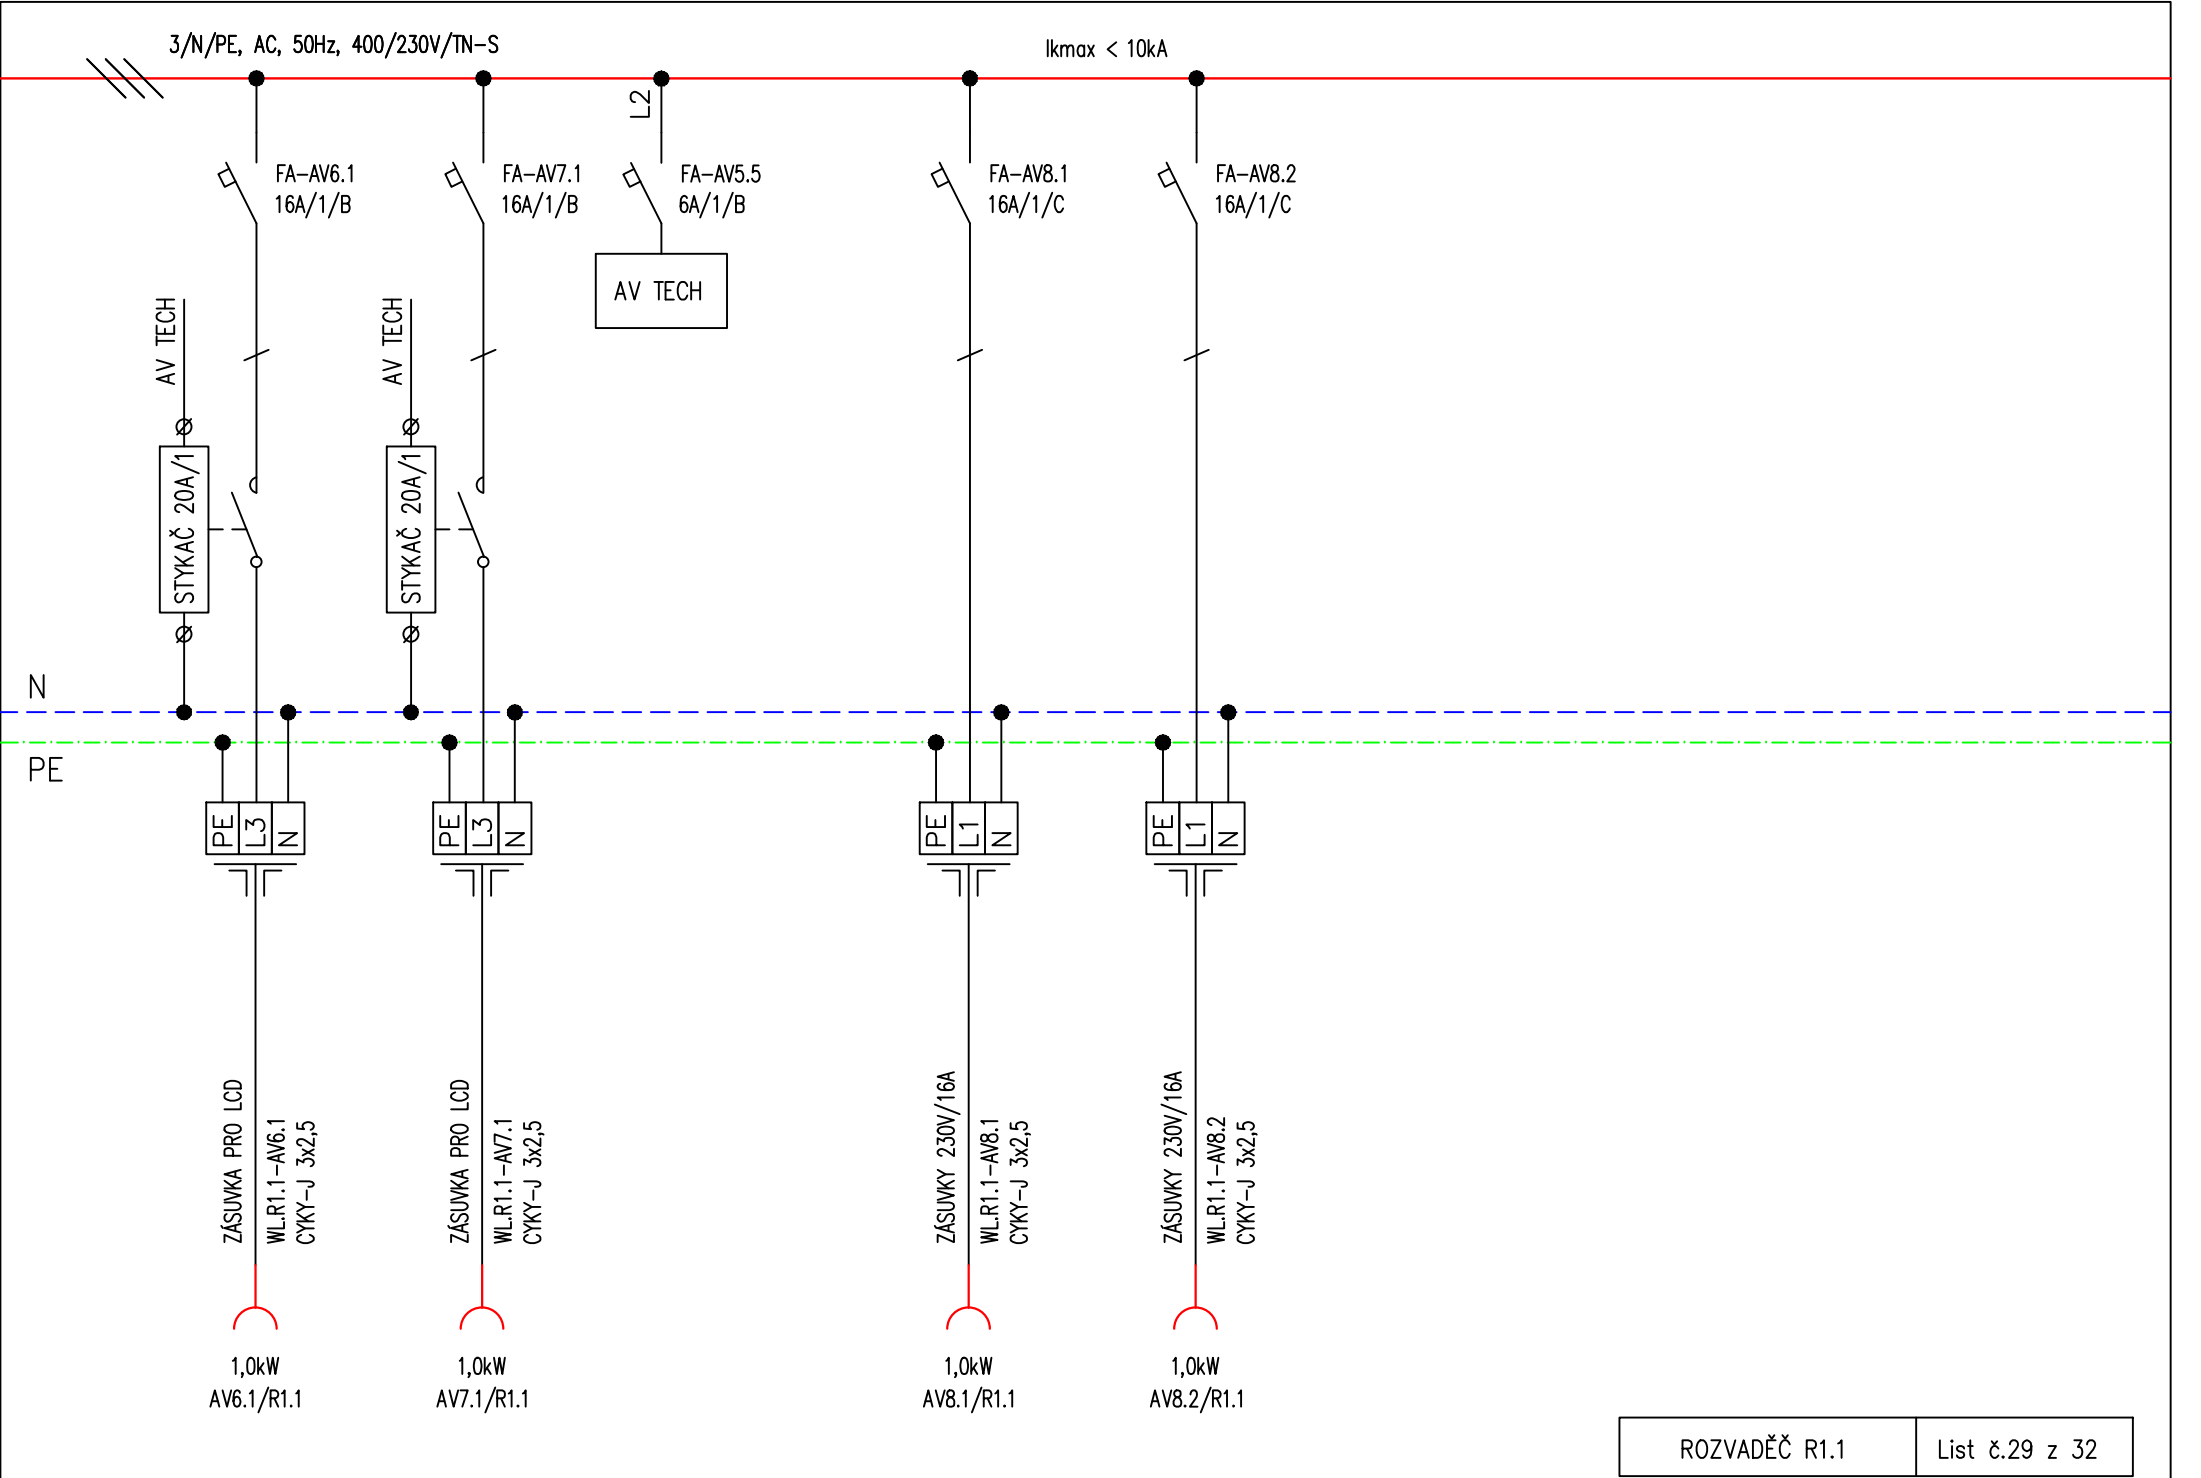 3/N/PE, AC, 50Hz, 400/230V/TN-S
Ikmax < 10kA
L2
FA-AV6.1
16A/1/B
FA-AV7.1
16A/1/B
FA-AV5.5
6A/1/B
FA-AV8.1
16A/1/C
FA-AV8.2
16A/1/C
AV TECH
AV TECH
AV TECH
STYKAČ 20A/1
STYKAČ 20A/1
N
PE
PE L3 N
PE L3 N
PE L1 N
PE L1 N
ZÁSUVKA PRO LCD
WL.R1.1-AV6.1
CYKY-J 3x2,5
ZÁSUVKA PRO LCD
WL.R1.1-AV7.1
CYKY-J 3x2,5
ZÁSUVKY 230V/16A
WL.R1.1-AV8.1
CYKY-J 3x2,5
ZÁSUVKY 230V/16A
WL.R1.1-AV8.2
CYKY-J 3x2,5
1,0kW
AV6.1/R1.1
1,0kW
AV7.1/R1.1
1,0kW
AV8.1/R1.1
1,0kW
AV8.2/R1.1
ROZVADĚČ R1.1
List č.29 z 32